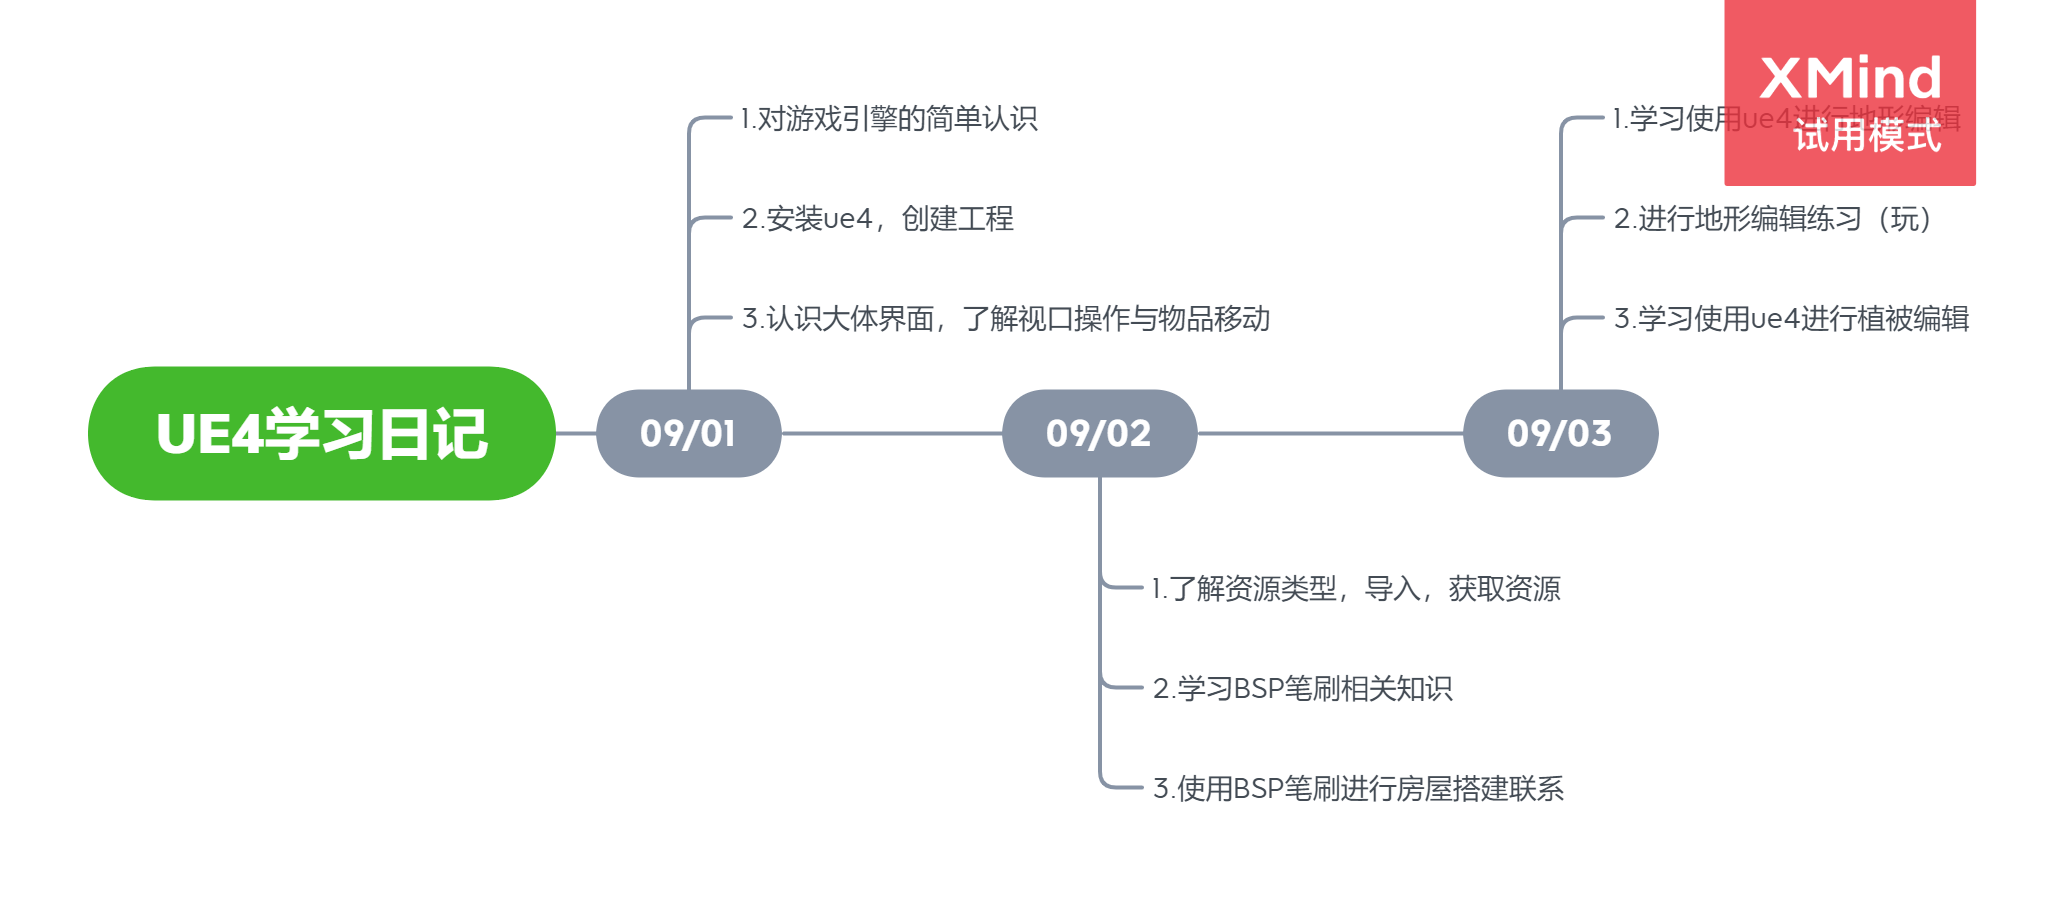 UE4学习日记
09/01
1.对游戏引擎的简单认识
2.安装ue4，创建工程
3.认识大体界面，了解视口操作与物品移动
09/02
1.了解资源类型，导入，获取资源
2.学习BSP笔刷相关知识
3.使用BSP笔刷进行房屋搭建联系
09/03
1.学习使用ue4进行地形编辑
2.进行地形编辑练习（玩）
3.学习使用ue4进行植被编辑
XMind
试用模式